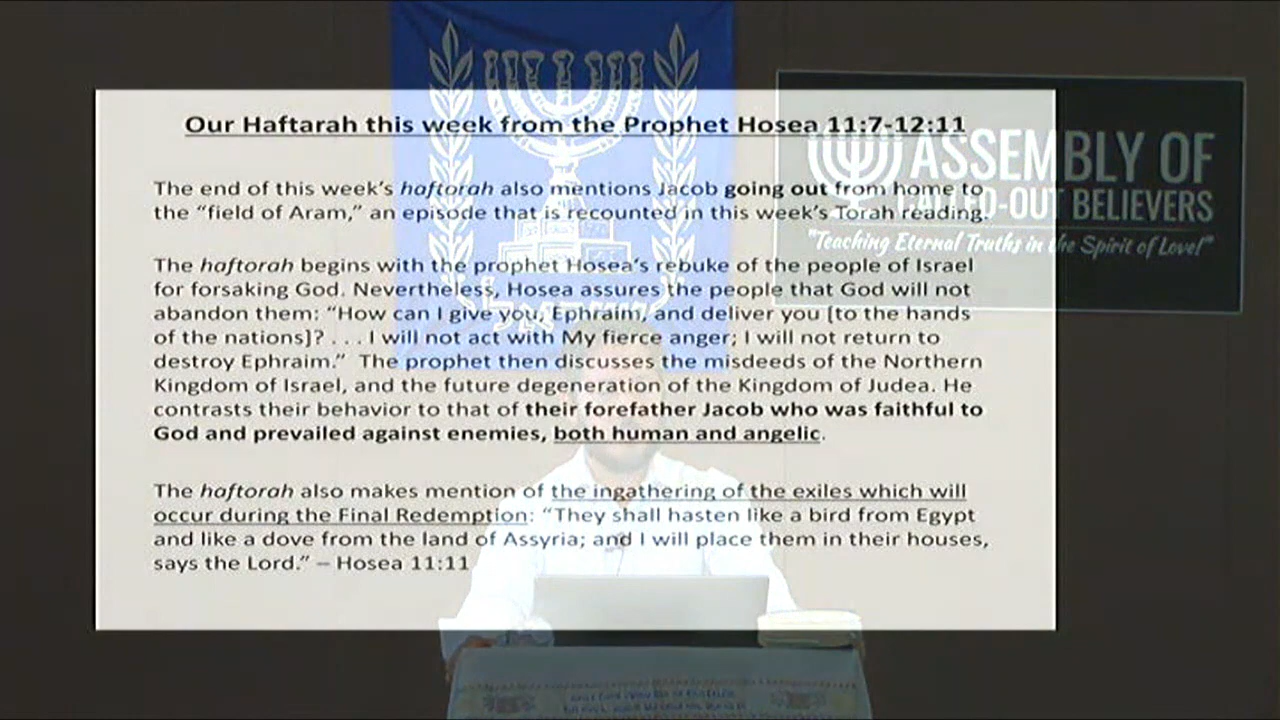 Our Haftarah this week from the Prophet Hosea 11:7-12:11
The end of this week's haftorah also mentions Jacob going out from home to
the “field of Aram,” an episode that is recounted in this week's Torah reading.
The haftorah begins with the prophet Hosea's rebuke of the people of Israel
for forsaking God. Nevertheless, Hosea assures the people that God will not
abandon them: “How can I give you, Ephraim, and deliver you [to the hands
of the nations]? . . . I will not act with My fierce anger; I will not return to
destroy Ephraim.” The prophet then discusses the misdeeds of the Northern
Kingdom of Israel, and the future degeneration of the Kingdom of Judea. He
contrasts their behavior to that of their forefather Jacob who was faithful to
God and prevailed against enemies, both human and angelic.
The haftorah also makes mention of the ingathering of the exiles which will
occur during the Final Redemption: “They shall hasten like a bird from Egypt
and like a dove from the land of Assyria; and I will place them in their houses,
says the Lord.” – Hosea 11:11
ASSEMBLY OF
CALLED-OUT BELIEVERS
"Teaching Eternal Truths in the Spirit of Love!"
ישראל